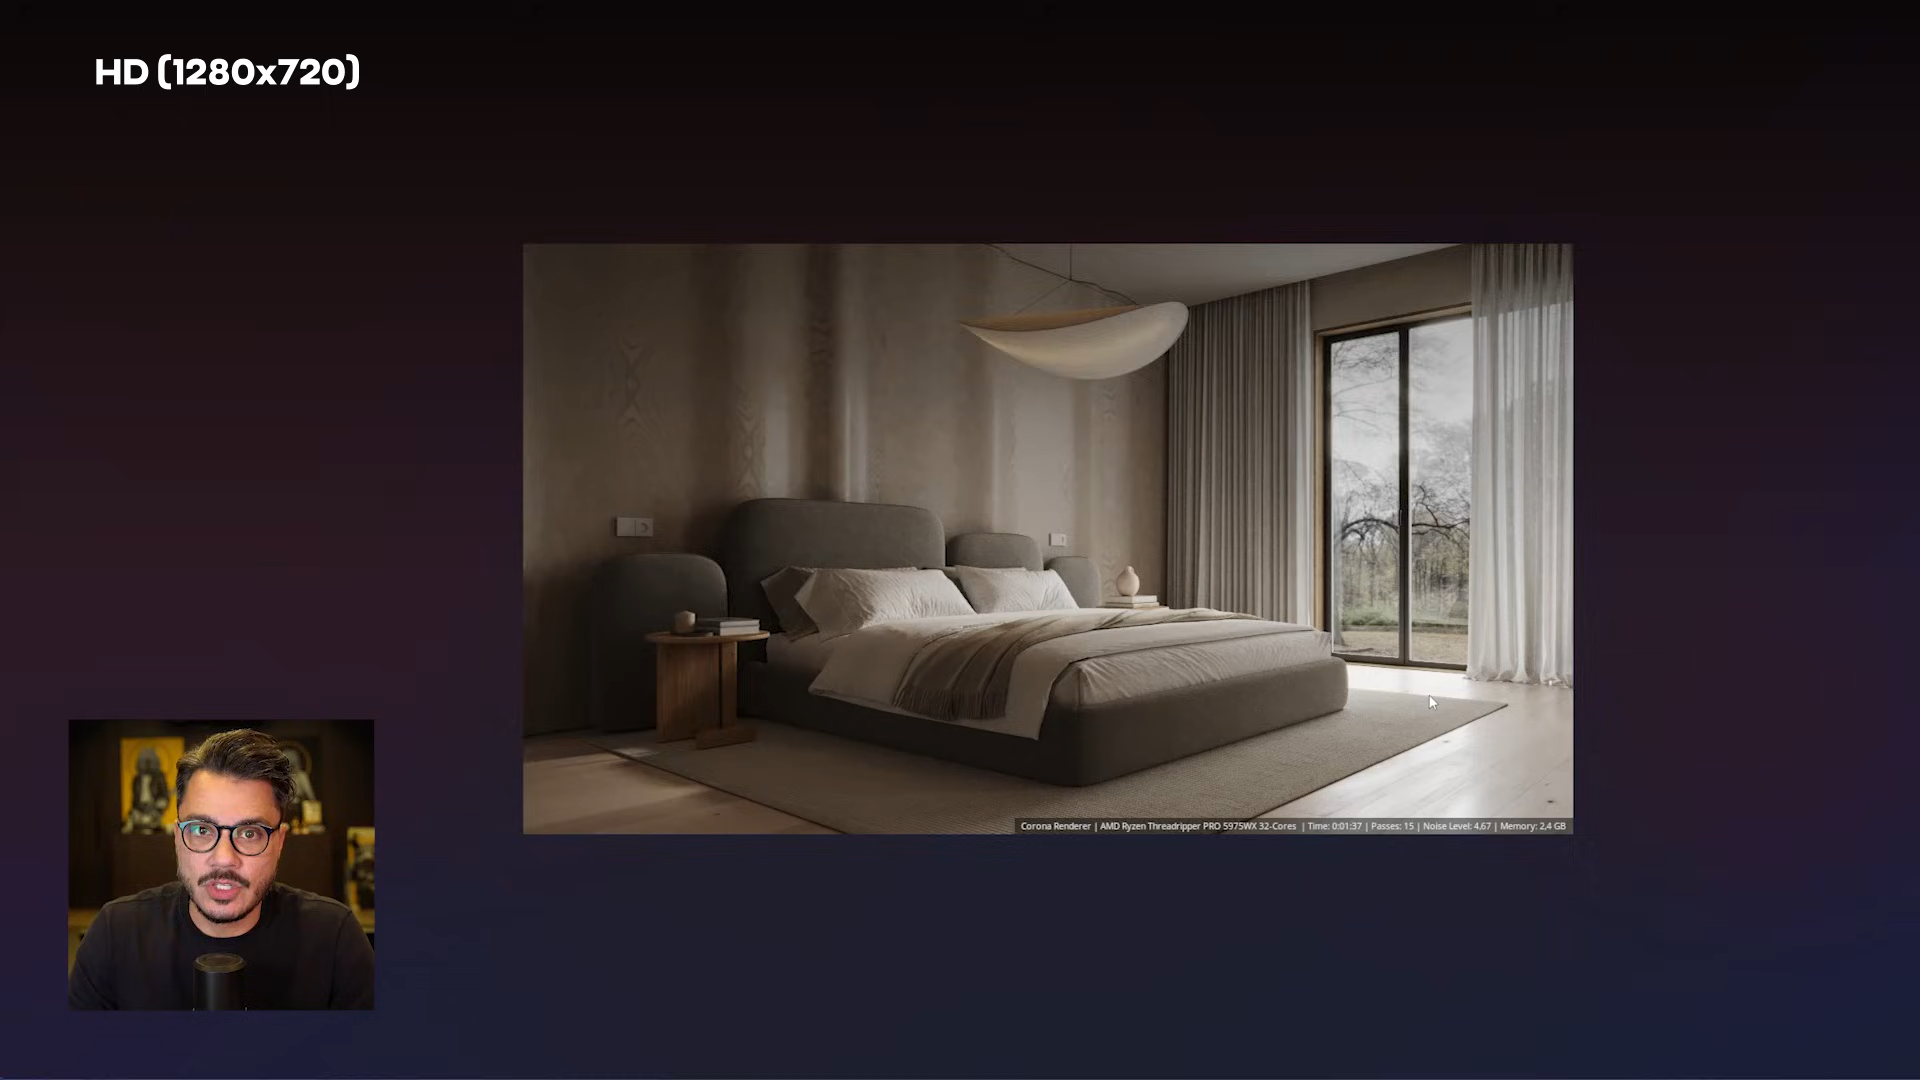 HD (1280x720)
Corona Renderer | AMD Ryzen Threadripper PRO 5975WX 32-Cores | Time: 0:01:37 | Passes: 15 | Noise Level: 4,67 | Memory: 2,4 GB